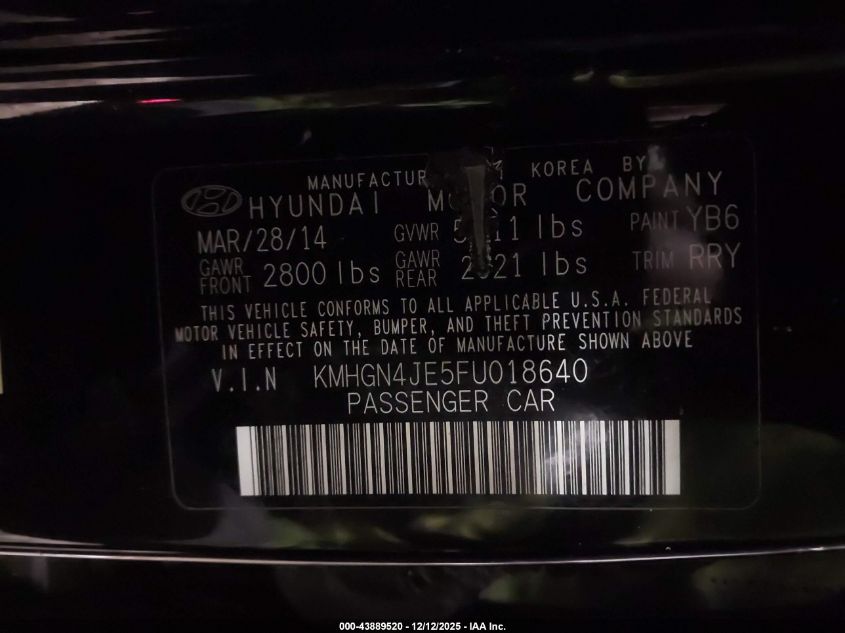 KOREA BY
HYUNDAI COMPANY
MAR/28/14 GVWR lbs PAINT YB6
GAWR FRONT 2800 lbs GAWR REAR lbs TRIM RRY
THIS VEHICLE CONFORMS TO ALL APPLICABLE U.S.A. FEDERAL
MOTOR VEHICLE SAFETY, BUMPER, AND THEFT PREVENTION STANDARDS
IN EFFECT ON THE DATE OF MANUFACTURE SHOWN ABOVE
V.I.N KMHGN4JE5FU018640
PASSENGER CAR
000-43889520 - 12/12/2025 - IAA Inc.